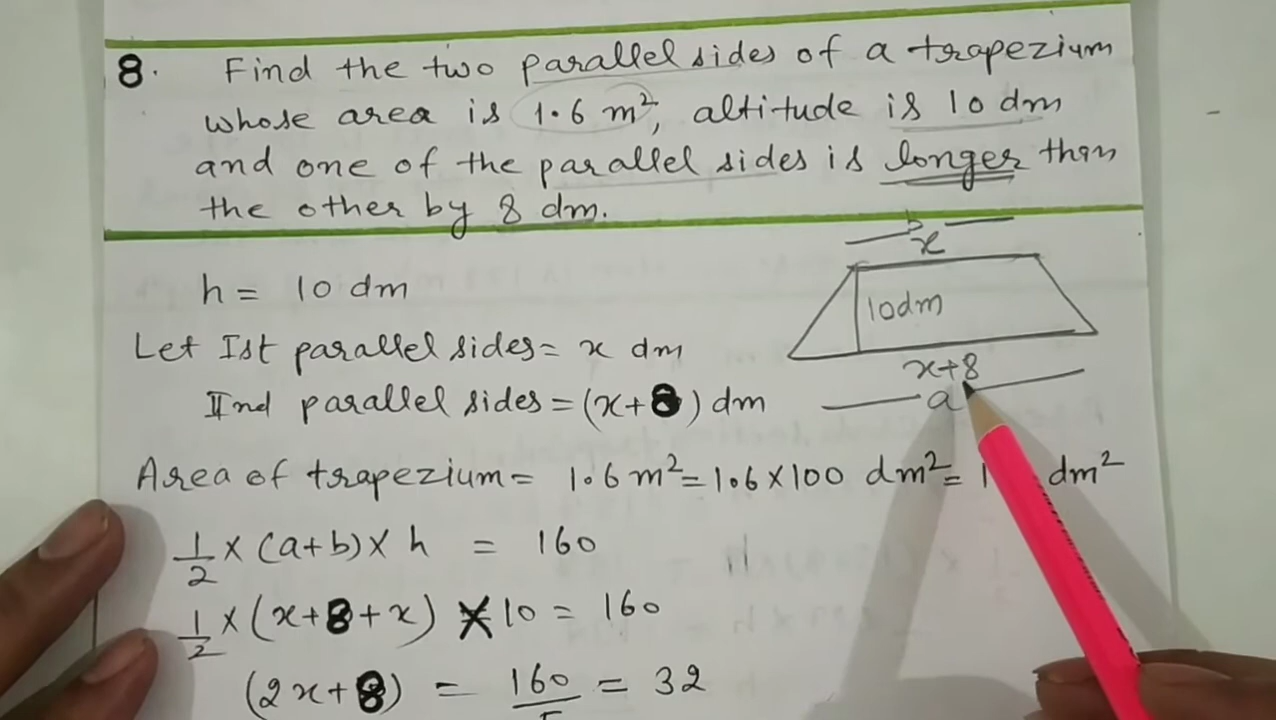 8. Find the two parallel sides of a trapezium
whose area is 1.6 m², altitude is 10 dm
and one of the parallel sides is longer than
the other by 8 dm.
b
x
h = 10 dm
10dm
Let Ist parallel sides = x dm
x+8
IInd parallel sides = (x+8) dm
a
Area of trapezium = 1.6 m² = 1.6 x 100 dm² = dm²
1/2 x (a+b) x h = 160
1/2 x (x+8+x) x 10 = 160
(2x+8) = 160/5 = 32